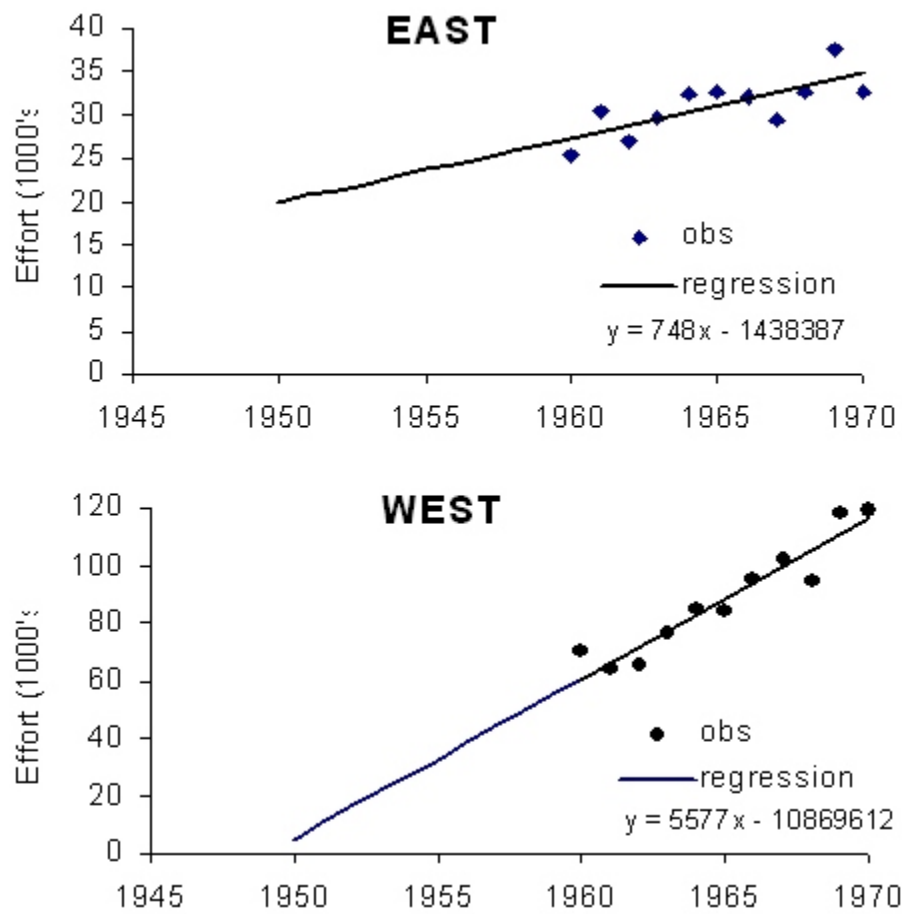 EAST
40
35
30
25
20
15
10
5
0
Effort (1000's
obs
regression
y = 748x - 1438387
1945 1950 1955 1960 1965 1970
WEST
120
100
80
60
40
20
0
Effort (1000's
obs
regression
y = 5577x - 10869612
1945 1950 1955 1960 1965 1970